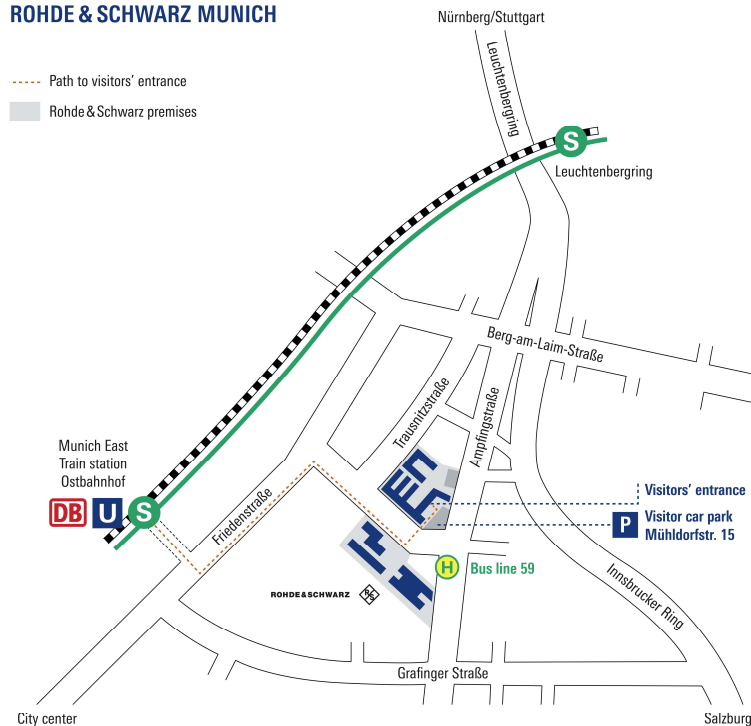 ROHDE & SCHWARZ MUNICH
Nürnberg/Stuttgart
Leuchtenbergring
Path to visitors' entrance
Rohde & Schwarz premises
S
Leuchtenbergring
Berg-am-Laim-Straße
Trausnitzstraße
Ampfingstraße
Munich East
Train station
Ostbahnhof
DB
U
S
Friedenstraße
Visitors' entrance
P
Visitor car park
Mühldorfstr. 15
H
Bus line 59
ROHDE & SCHWARZ
R
S
Innsbrucker Ring
Grafinger Straße
City center
Salzburg